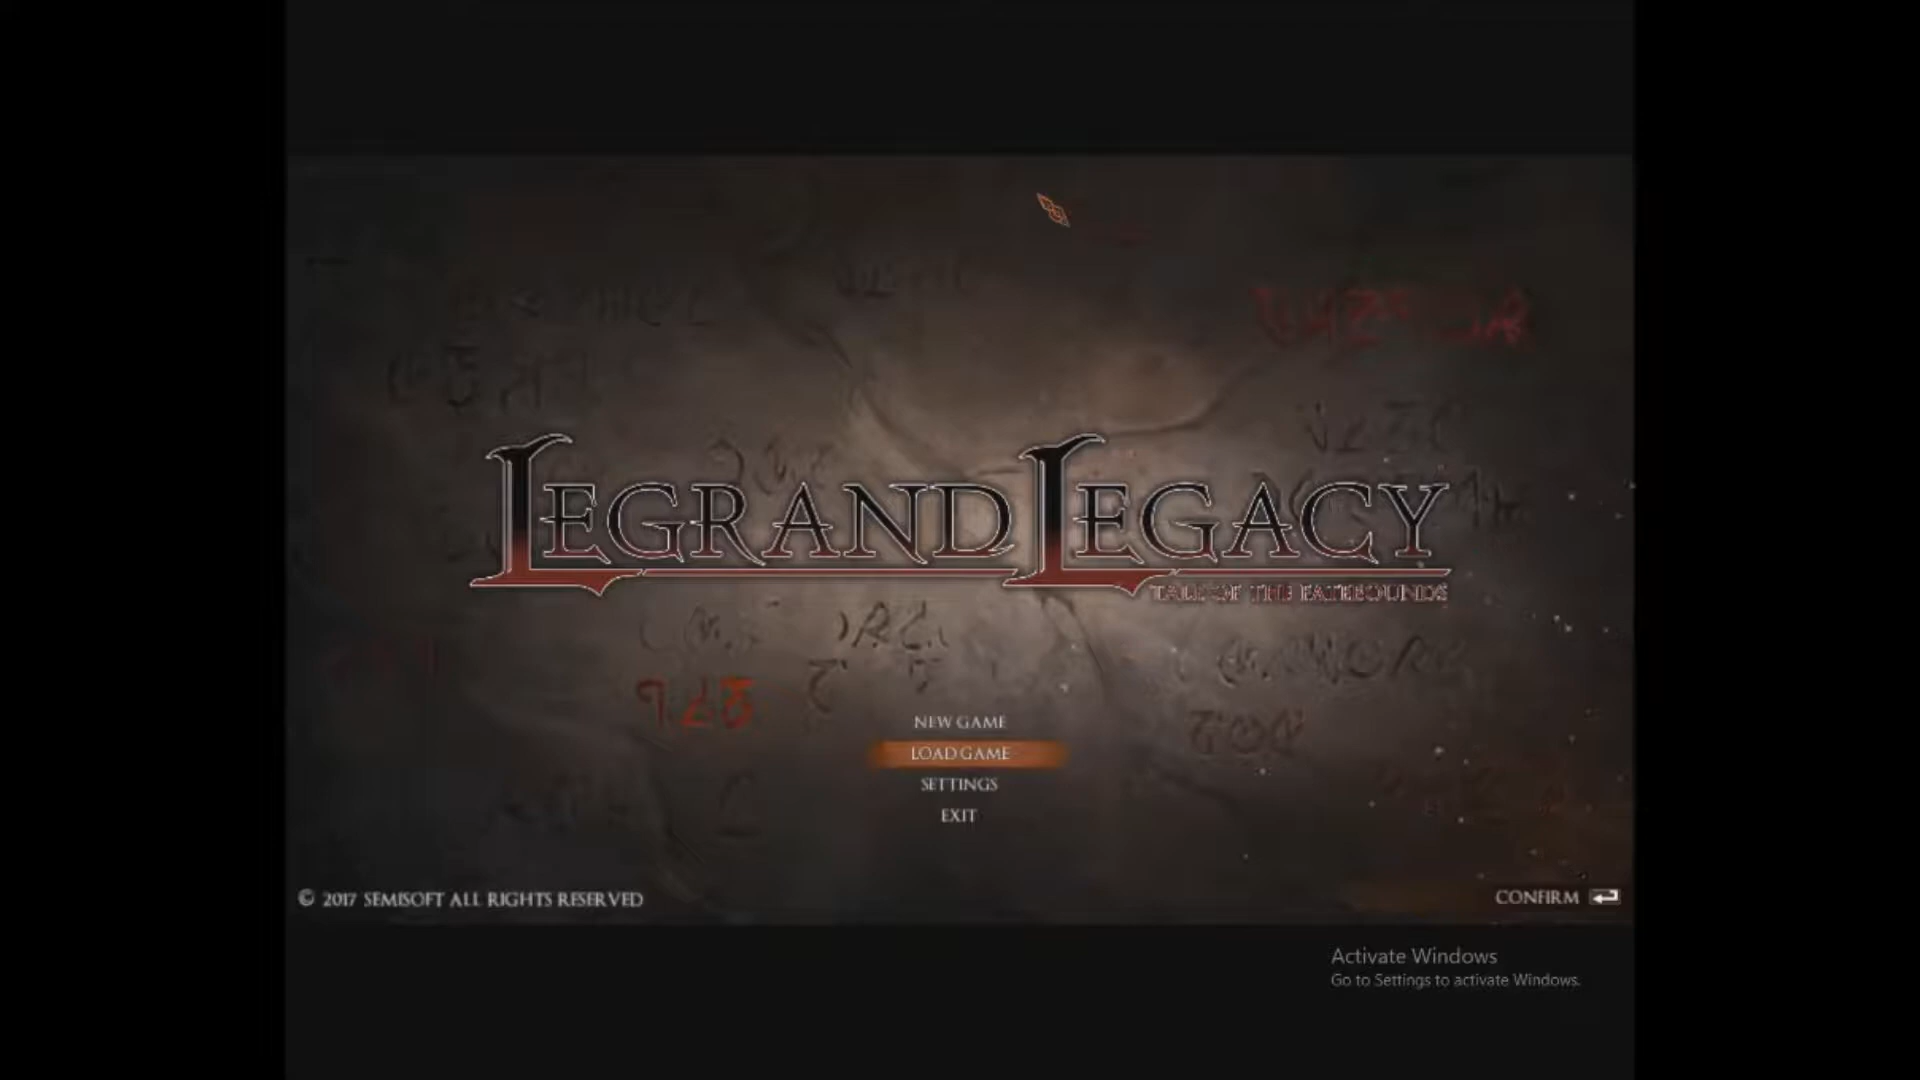 LEGRAND LEGACY
TALE OF THE FATEBOUNDS
NEW GAME
LOAD GAME
SETTINGS
EXIT
© 2017 SEMISOFT ALL RIGHTS RESERVED
CONFIRM
Activate Windows
Go to Settings to activate Windows.